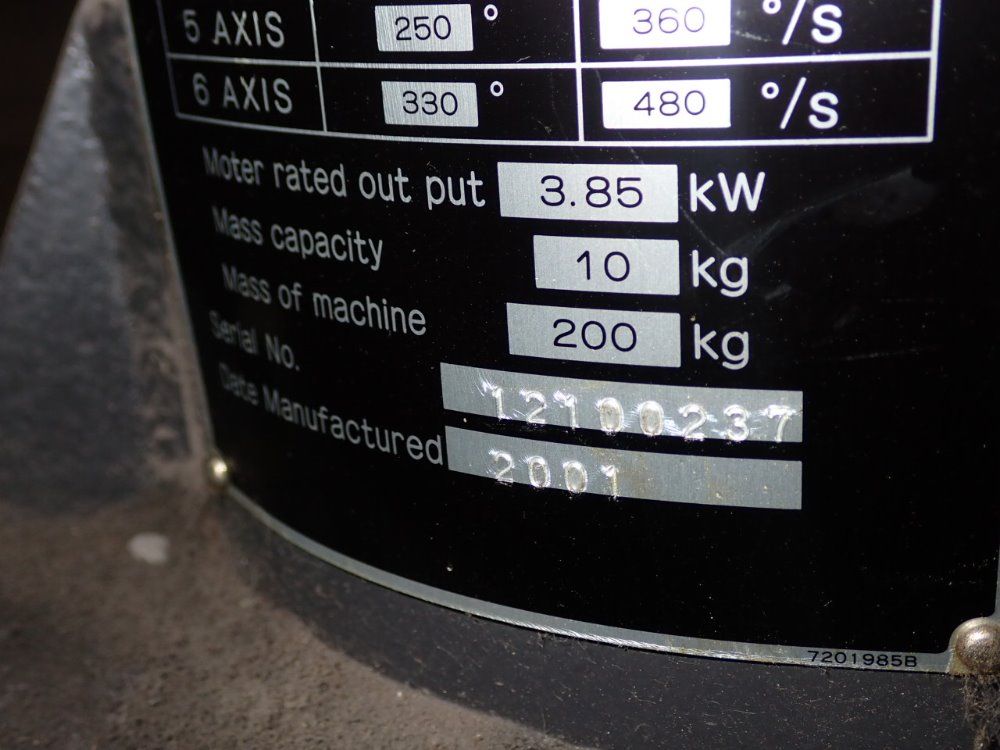 5 AXIS 250 ° 360 °/S
6 AXIS 330 ° 480 °/S
Moter rated out put 3.85 kW
Mass capacity 10 kg
Mass of machine 200 kg
Serial No. 12100237
Date Manufactured 2001
7201985B